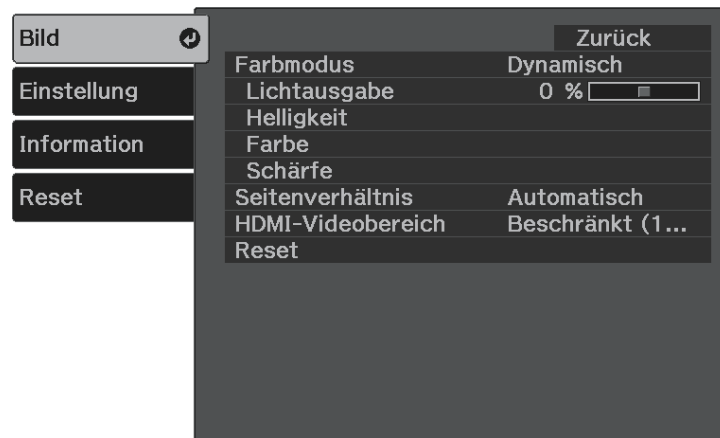 Bild
Einstellung
Information
Reset
Zurück
Farbmodus Dynamisch
Lichtausgabe 0 %
Helligkeit
Farbe
Schärfe
Seitenverhältnis Automatisch
HDMI-Videobereich Beschränkt (1...
Reset